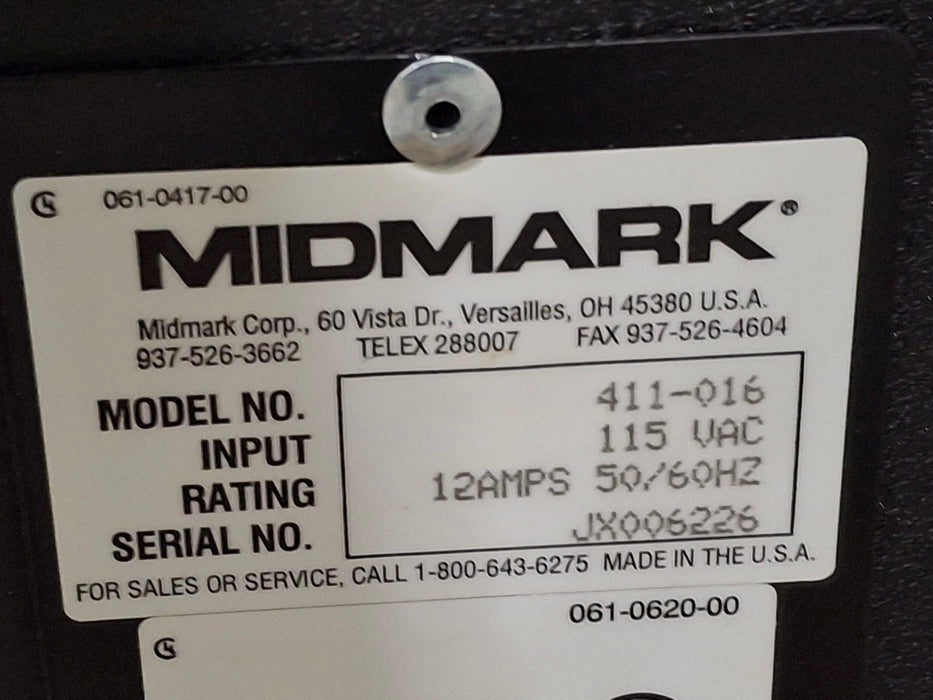 061-0417-00
MIDMARK®
Midmark Corp., 60 Vista Dr., Versailles, OH 45380 U.S.A.
937-526-3662 TELEX 288007 FAX 937-526-4604
MODEL NO. 411-016
INPUT 115 VAC
RATING 12AMPS 50/60HZ
SERIAL NO. JX006226
FOR SALES OR SERVICE, CALL 1-800-643-6275 MADE IN THE U.S.A.
061-0620-00